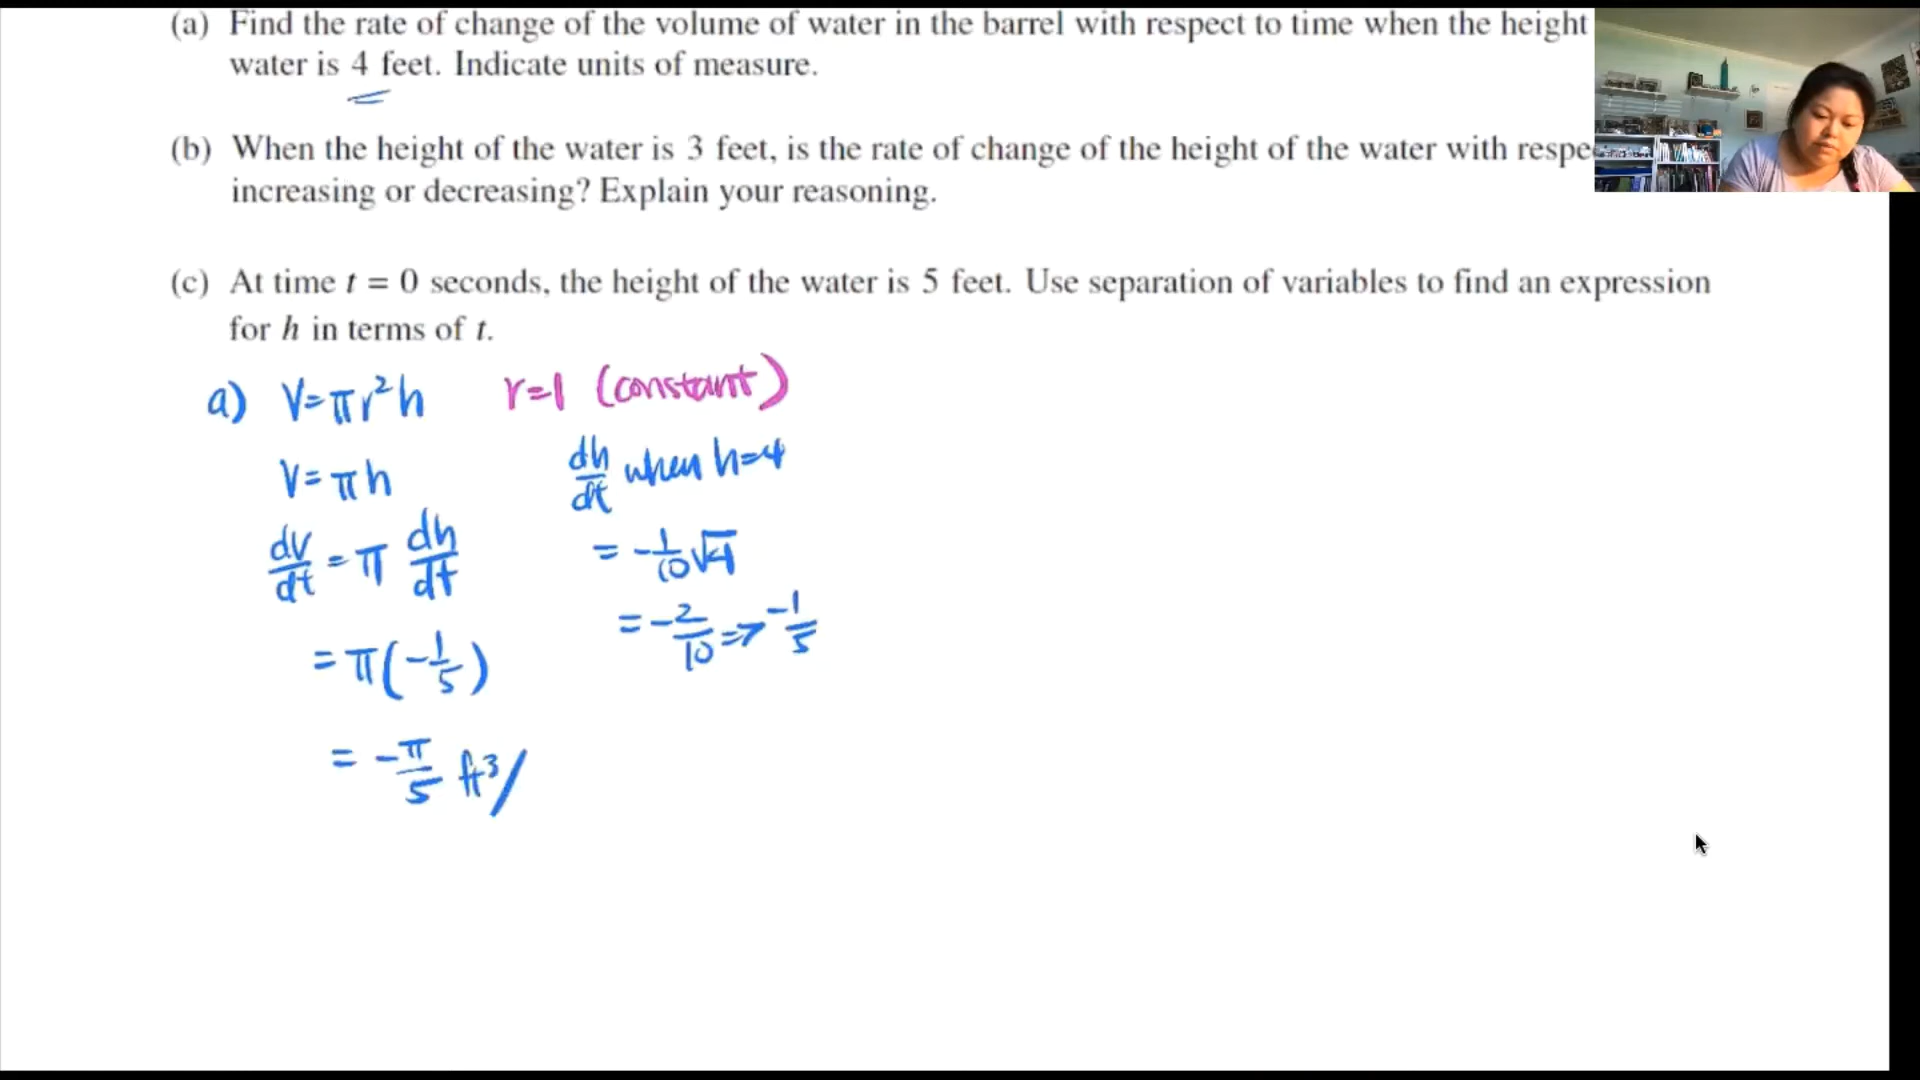 (a) Find the rate of change of the volume of water in the barrel with respect to time when the height
water is 4 feet. Indicate units of measure.
(b) When the height of the water is 3 feet, is the rate of change of the height of the water with respe
increasing or decreasing? Explain your reasoning.
(c) At time t = 0 seconds, the height of the water is 5 feet. Use separation of variables to find an expression
for h in terms of t.
a) V=πr²h r=1 (constant)
V=πh dh/dt when h=4
dv/dt = π dh/dt = -1/10 √4
= π(-1/5) = -2/10 => -1/5
= -π/5 ft³/